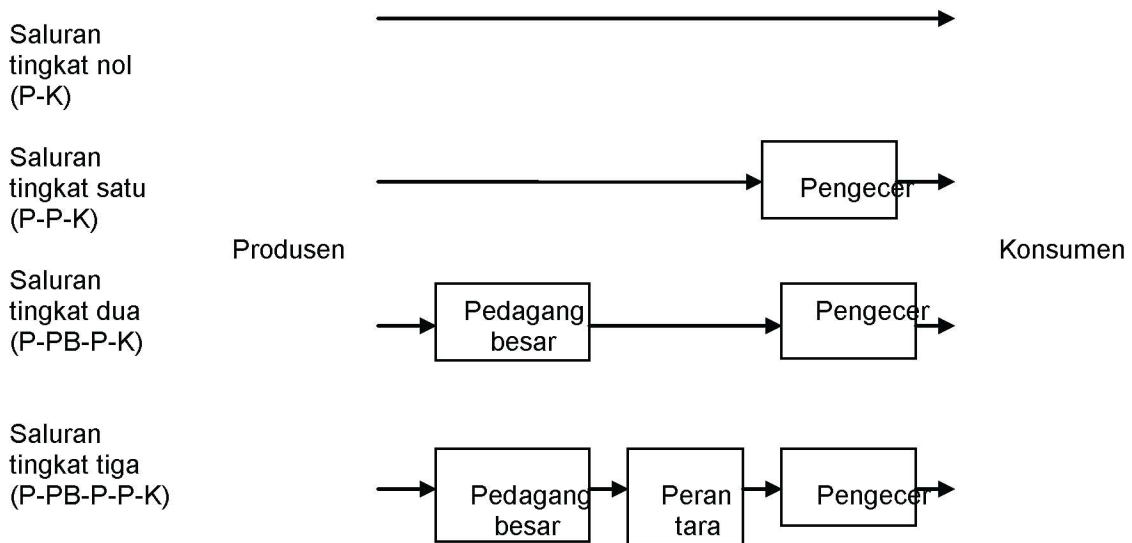 Saluran
tingkat nol
(P-K)
Saluran
tingkat satu
(P-P-K)
Pengecer
Produsen
Konsumen
Saluran
tingkat dua
(P-PB-P-K)
Pedagang
besar
Pengecer
Saluran
tingkat tiga
(P-PB-P-P-K)
Pedagang
besar
Peran
tara
Pengecer